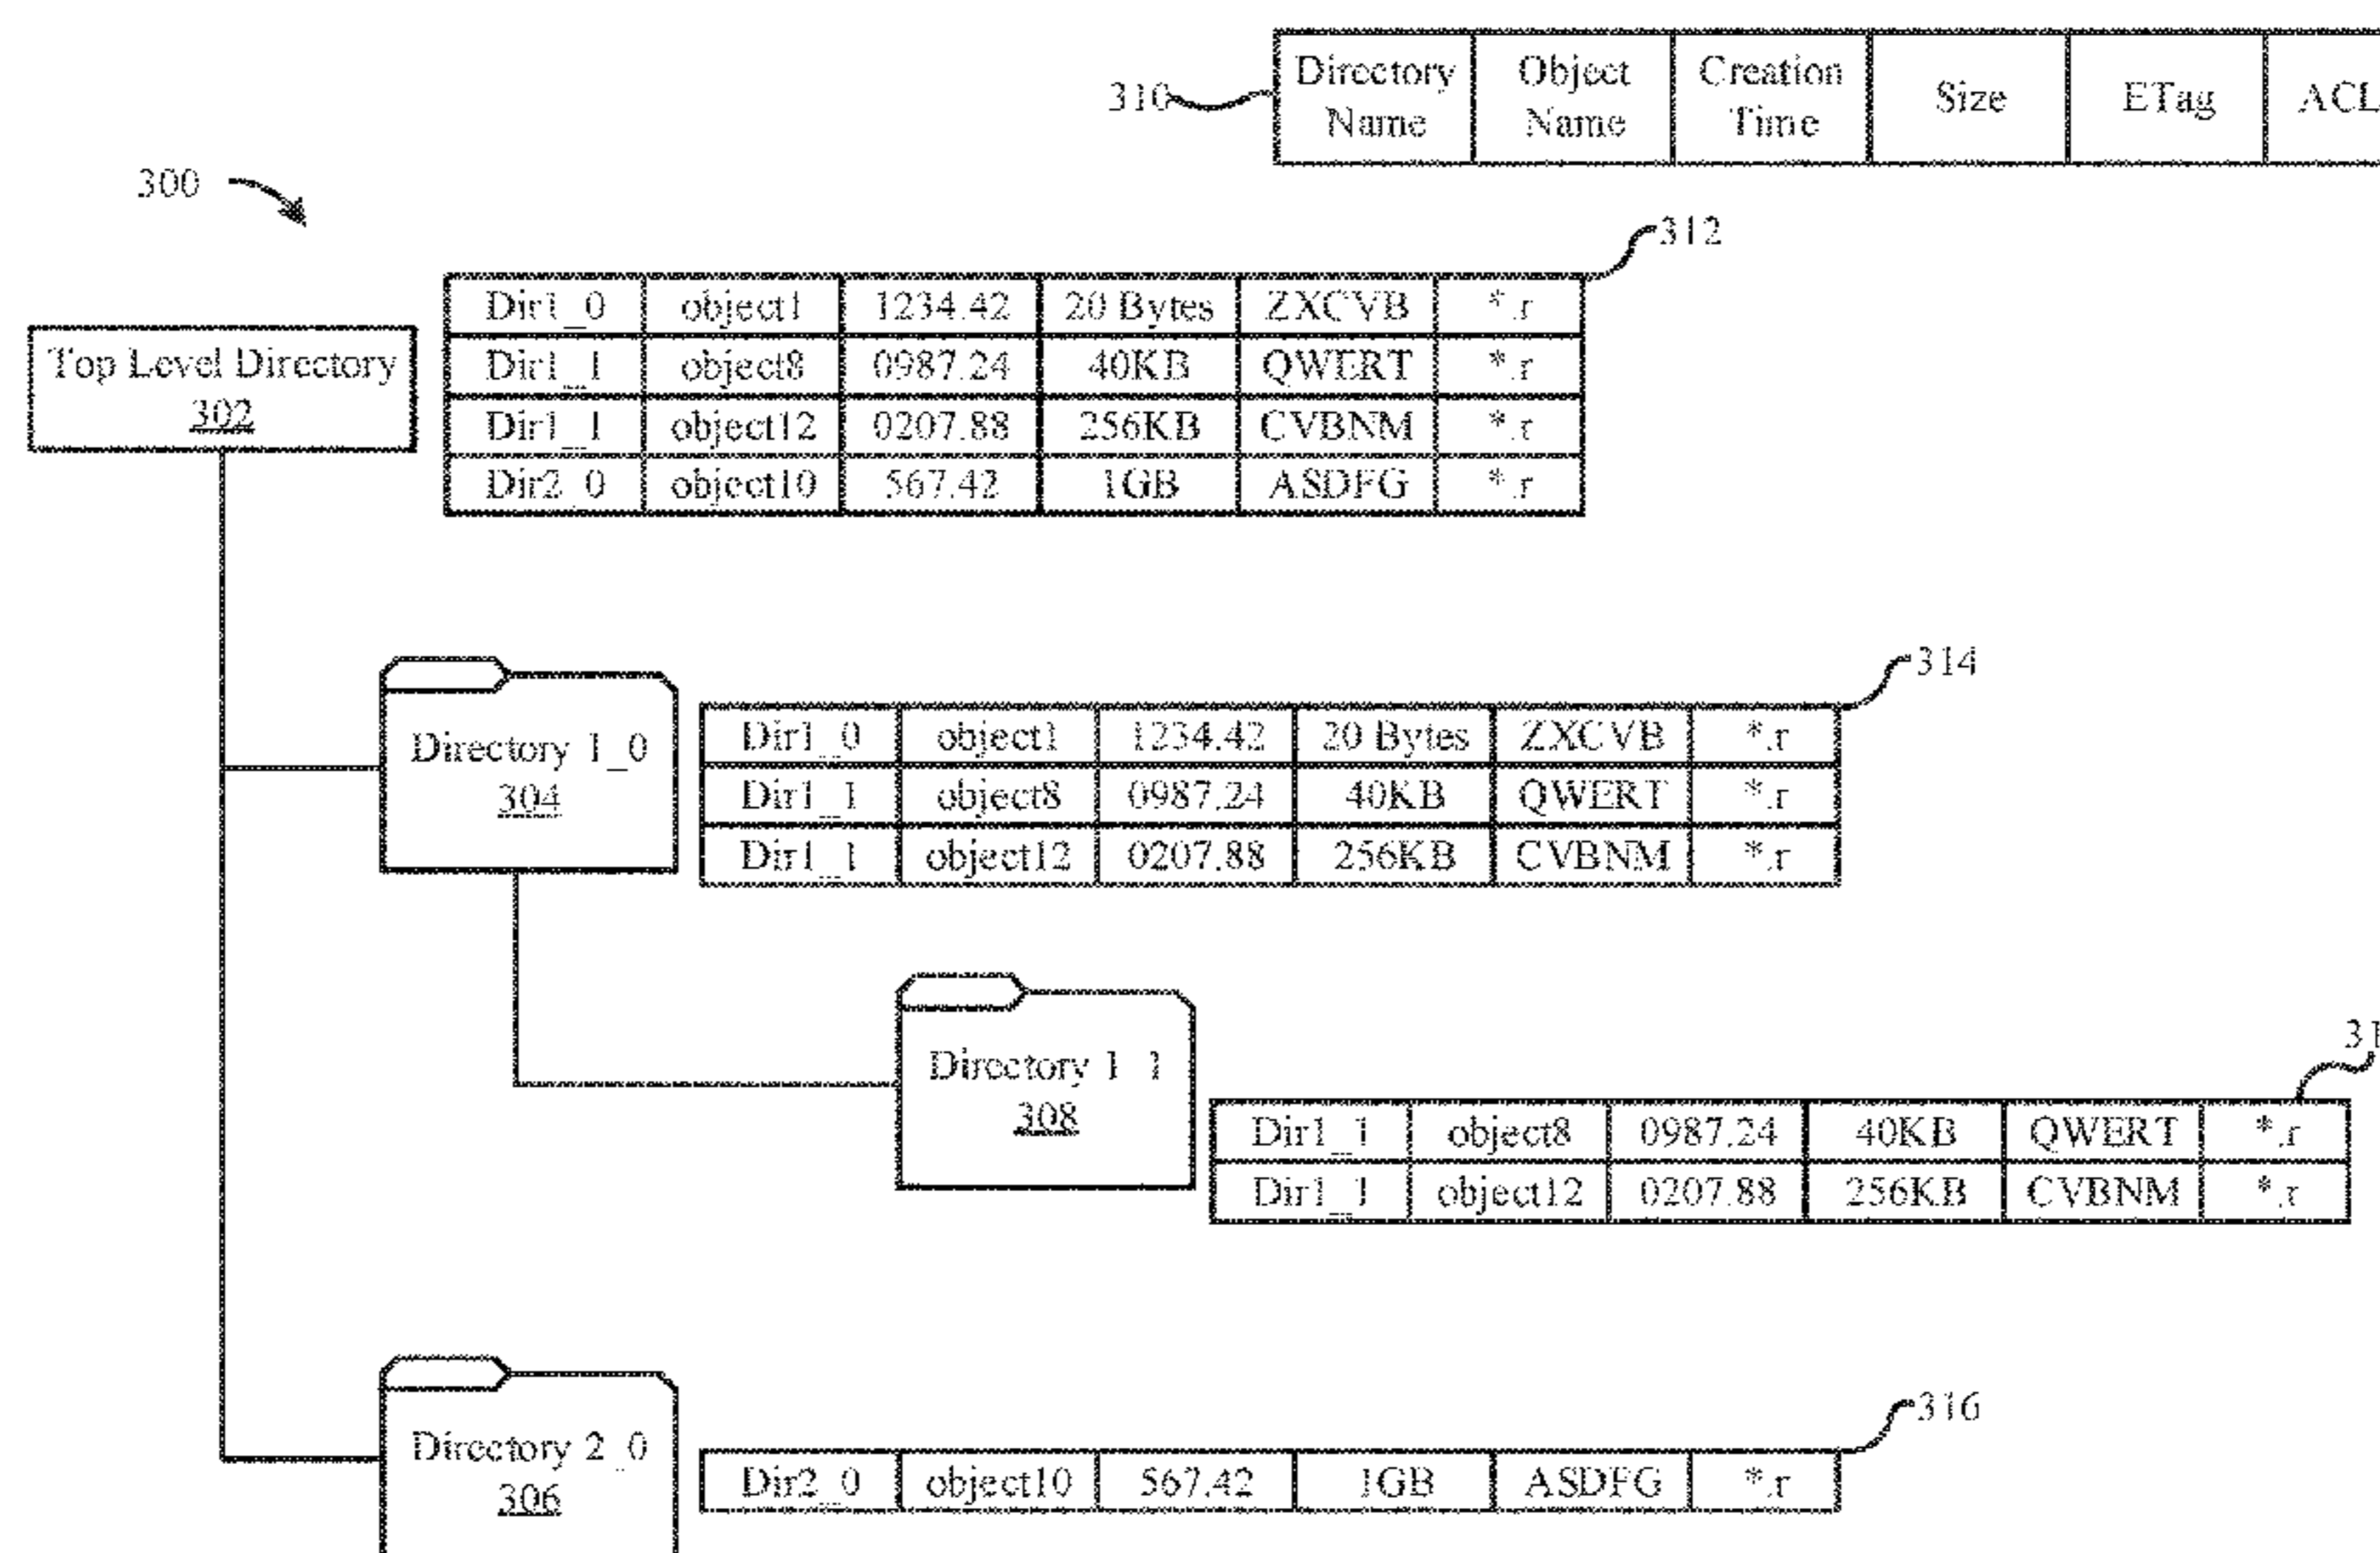 310 Directory Name Object Name Creation Time Size ETag ACL
300
312
Dir1_0 object1 1234.42 20 Bytes ZXCVB *.r
Dir1_1 object8 0987.24 40KB QWERT *.r
Dir1_1 object12 0207.88 256KB CVBNM *.r
Dir2_0 object10 567.42 1GB ASDFG *.r
Top Level Directory
302
314
Directory 1_0
304
Dir1_0 object1 1234.42 20 Bytes ZXCVB *.r
Dir1_1 object8 0987.24 40KB QWERT *.r
Dir1_1 object12 0207.88 256KB CVBNM *.r
Directory 1_1
308
Dir1_1 object8 0987.24 40KB QWERT *.r
Dir1_1 object12 0207.88 256KB CVBNM *.r
316
Directory 2_0
306
Dir2_0 object10 567.42 1GB ASDFG *.r